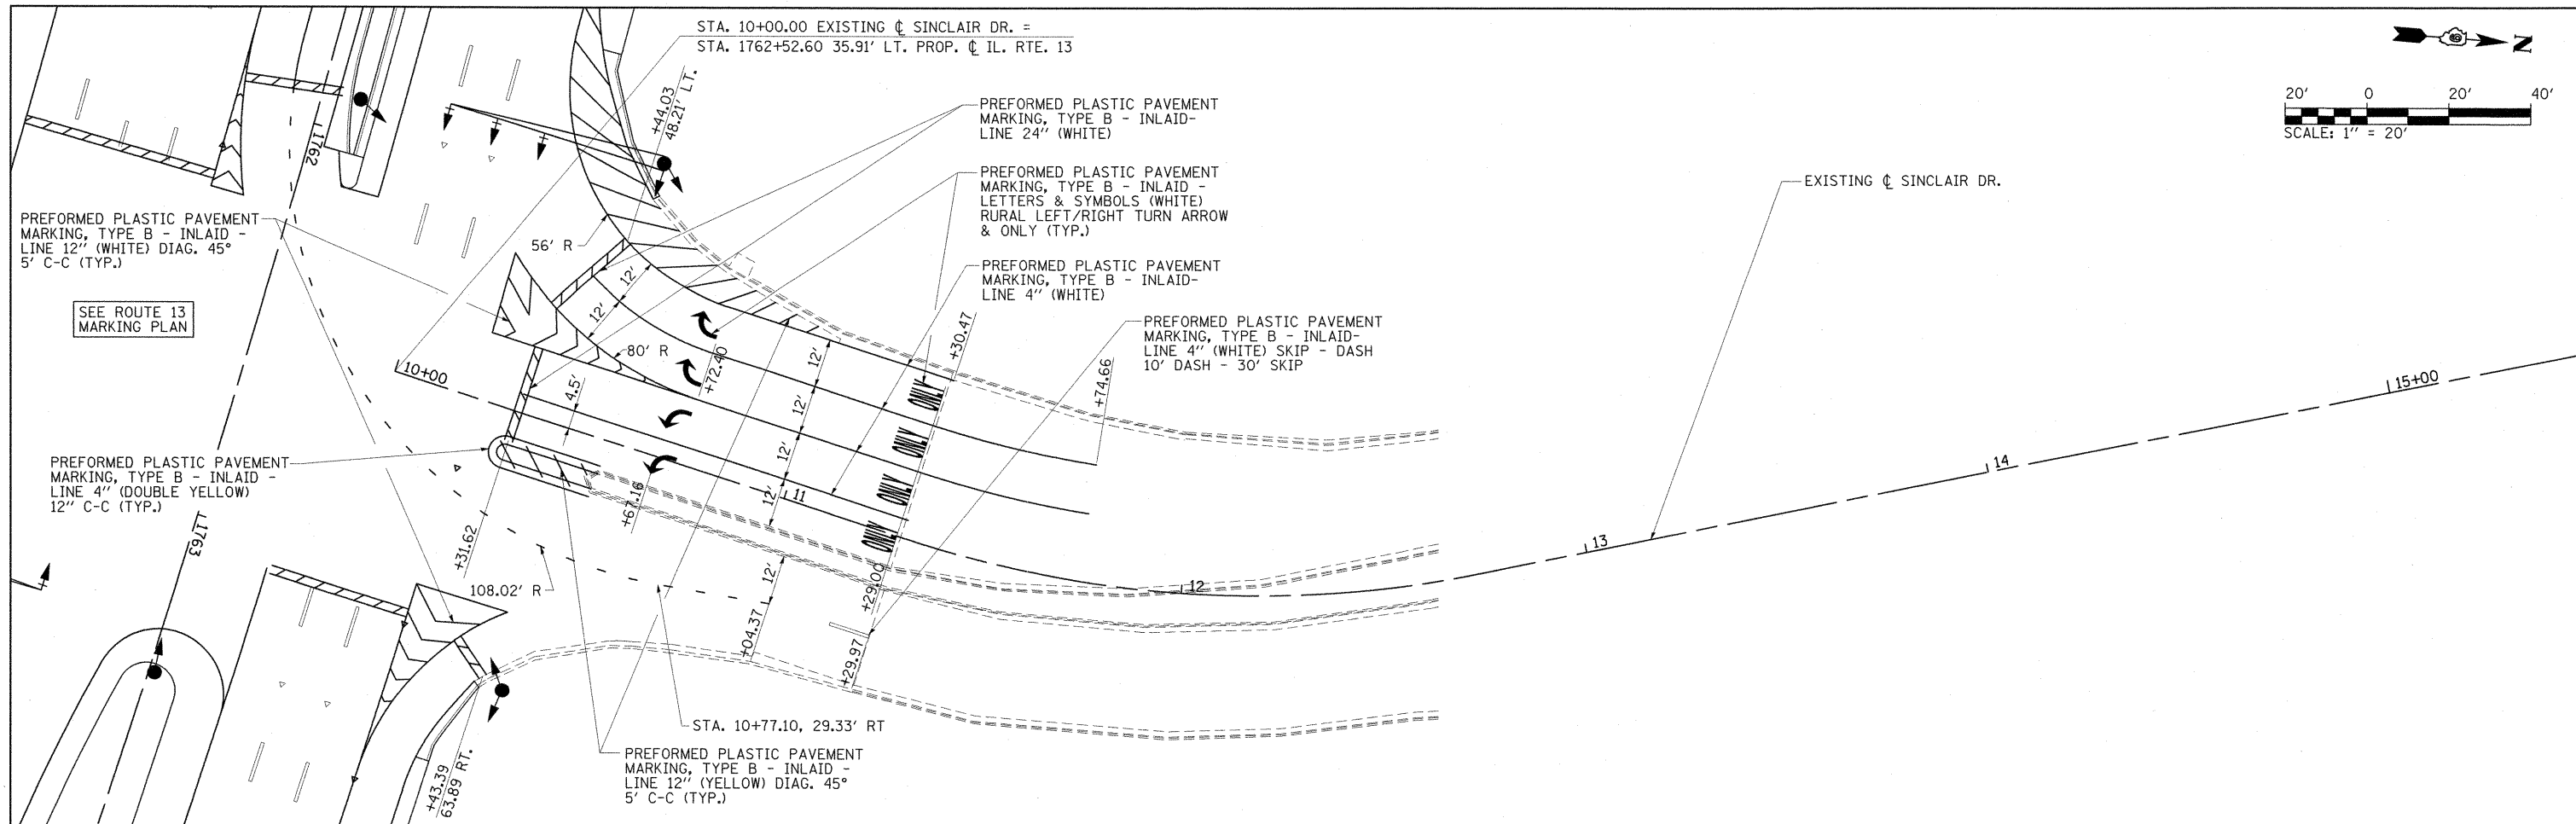 STA. 10+00.00 EXISTING ℄ SINCLAIR DR. =
STA. 1762+52.60 35.91' LT. PROP. ℄ IL. RTE. 13
N
20' 0 20' 40'
SCALE: 1" = 20'
+44.03
48.21' LT.
1762
PREFORMED PLASTIC PAVEMENT
MARKING, TYPE B - INLAID-
LINE 24" (WHITE)
PREFORMED PLASTIC PAVEMENT
MARKING, TYPE B - INLAID -
LETTERS & SYMBOLS (WHITE)
RURAL LEFT/RIGHT TURN ARROW
& ONLY (TYP.)
EXISTING ℄ SINCLAIR DR.
PREFORMED PLASTIC PAVEMENT
MARKING, TYPE B - INLAID -
LINE 12" (WHITE) DIAG. 45°
5' C-C (TYP.)
56' R
12'
12'
PREFORMED PLASTIC PAVEMENT
MARKING, TYPE B - INLAID-
LINE 4" (WHITE)
SEE ROUTE 13
MARKING PLAN
PREFORMED PLASTIC PAVEMENT
MARKING, TYPE B - INLAID-
LINE 4" (WHITE) SKIP - DASH
10' DASH - 30' SKIP
80' R
+72.40
+30.47
+74.66
10+00
4.5'
12'
12'
12'
12'
ONLY
ONLY
ONLY
ONLY
15+00
14
13
12
11
+67.16
PREFORMED PLASTIC PAVEMENT
MARKING, TYPE B - INLAID -
LINE 4" (DOUBLE YELLOW)
12" C-C (TYP.)
1763
+31.62
108.02' R
12'
+29.00
+04.37
+29.97
STA. 10+77.10, 29.33' RT
PREFORMED PLASTIC PAVEMENT
MARKING, TYPE B - INLAID -
LINE 12" (YELLOW) DIAG. 45°
5' C-C (TYP.)
+43.39
63.89 RT.